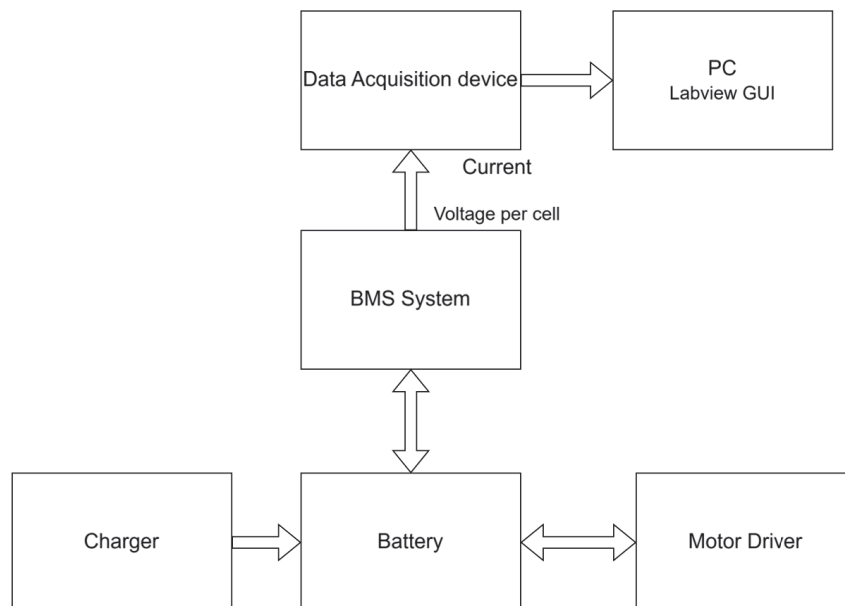 Data Acquisition device
PC
Labview GUI
Current
Voltage per cell
BMS System
Charger
Battery
Motor Driver